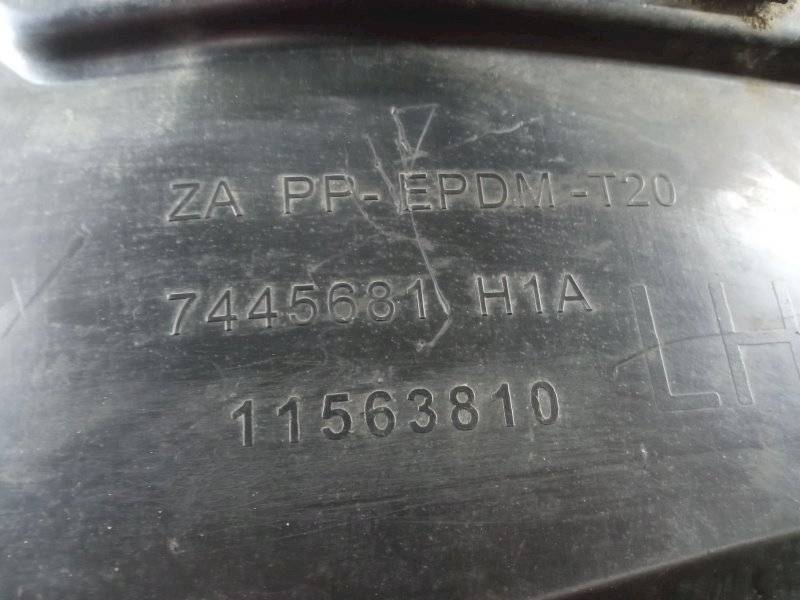 ZA PP-EPDM-T20
7445681 H1A
LH
11563810